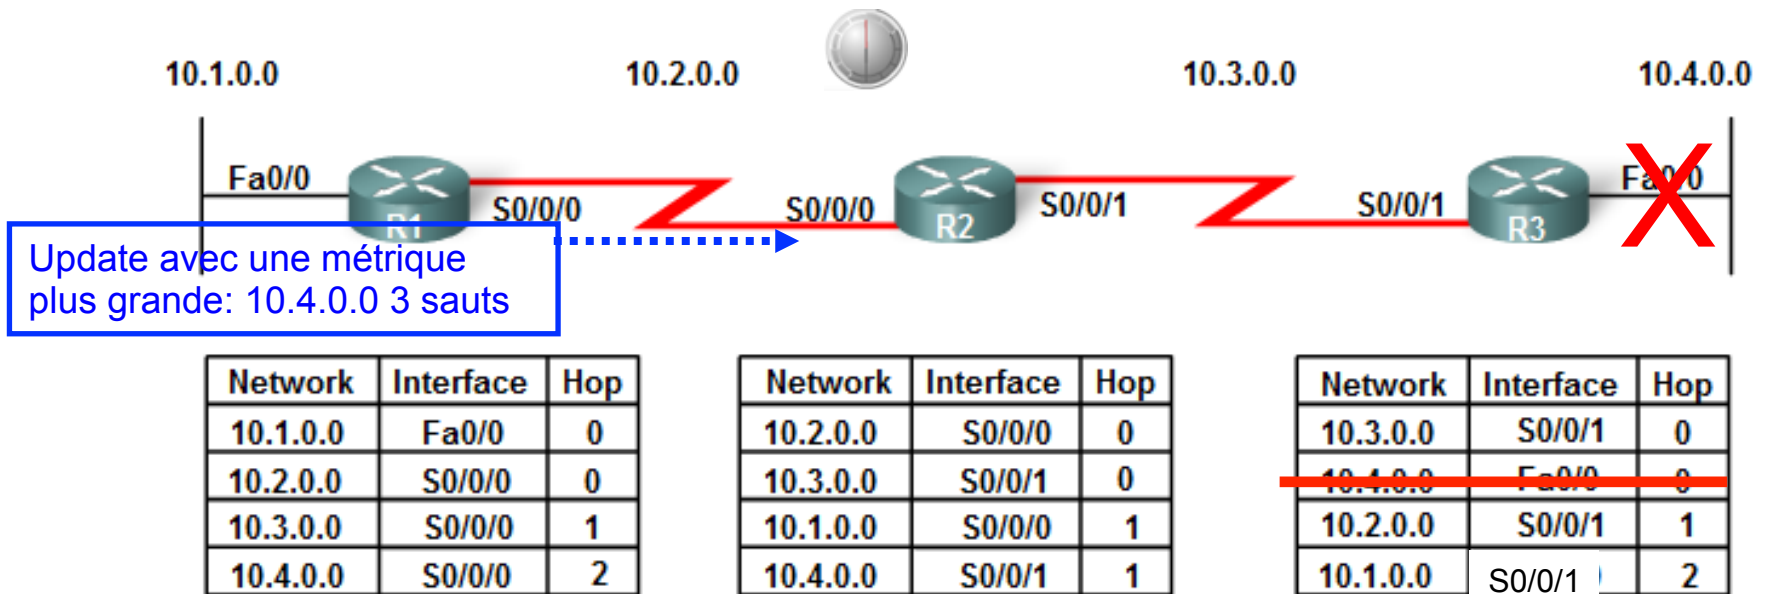 10.1.0.0 10.2.0.0 10.3.0.0 10.4.0.0
Fa0/0 S0/0/0 S0/0/0 S0/0/1 S0/0/1 Fa0/0
R1 R2 R3
Update avec une métrique
plus grande: 10.4.0.0 3 sauts
Network Interface Hop
10.1.0.0 Fa0/0 0
10.2.0.0 S0/0/0 0
10.3.0.0 S0/0/0 1
10.4.0.0 S0/0/0 2
Network Interface Hop
10.2.0.0 S0/0/0 0
10.3.0.0 S0/0/1 0
10.1.0.0 S0/0/0 1
10.4.0.0 S0/0/1 1
Network Interface Hop
10.3.0.0 S0/0/1 0
10.4.0.0 Fa0/0 0
10.2.0.0 S0/0/1 1
10.1.0.0 S0/0/1 2